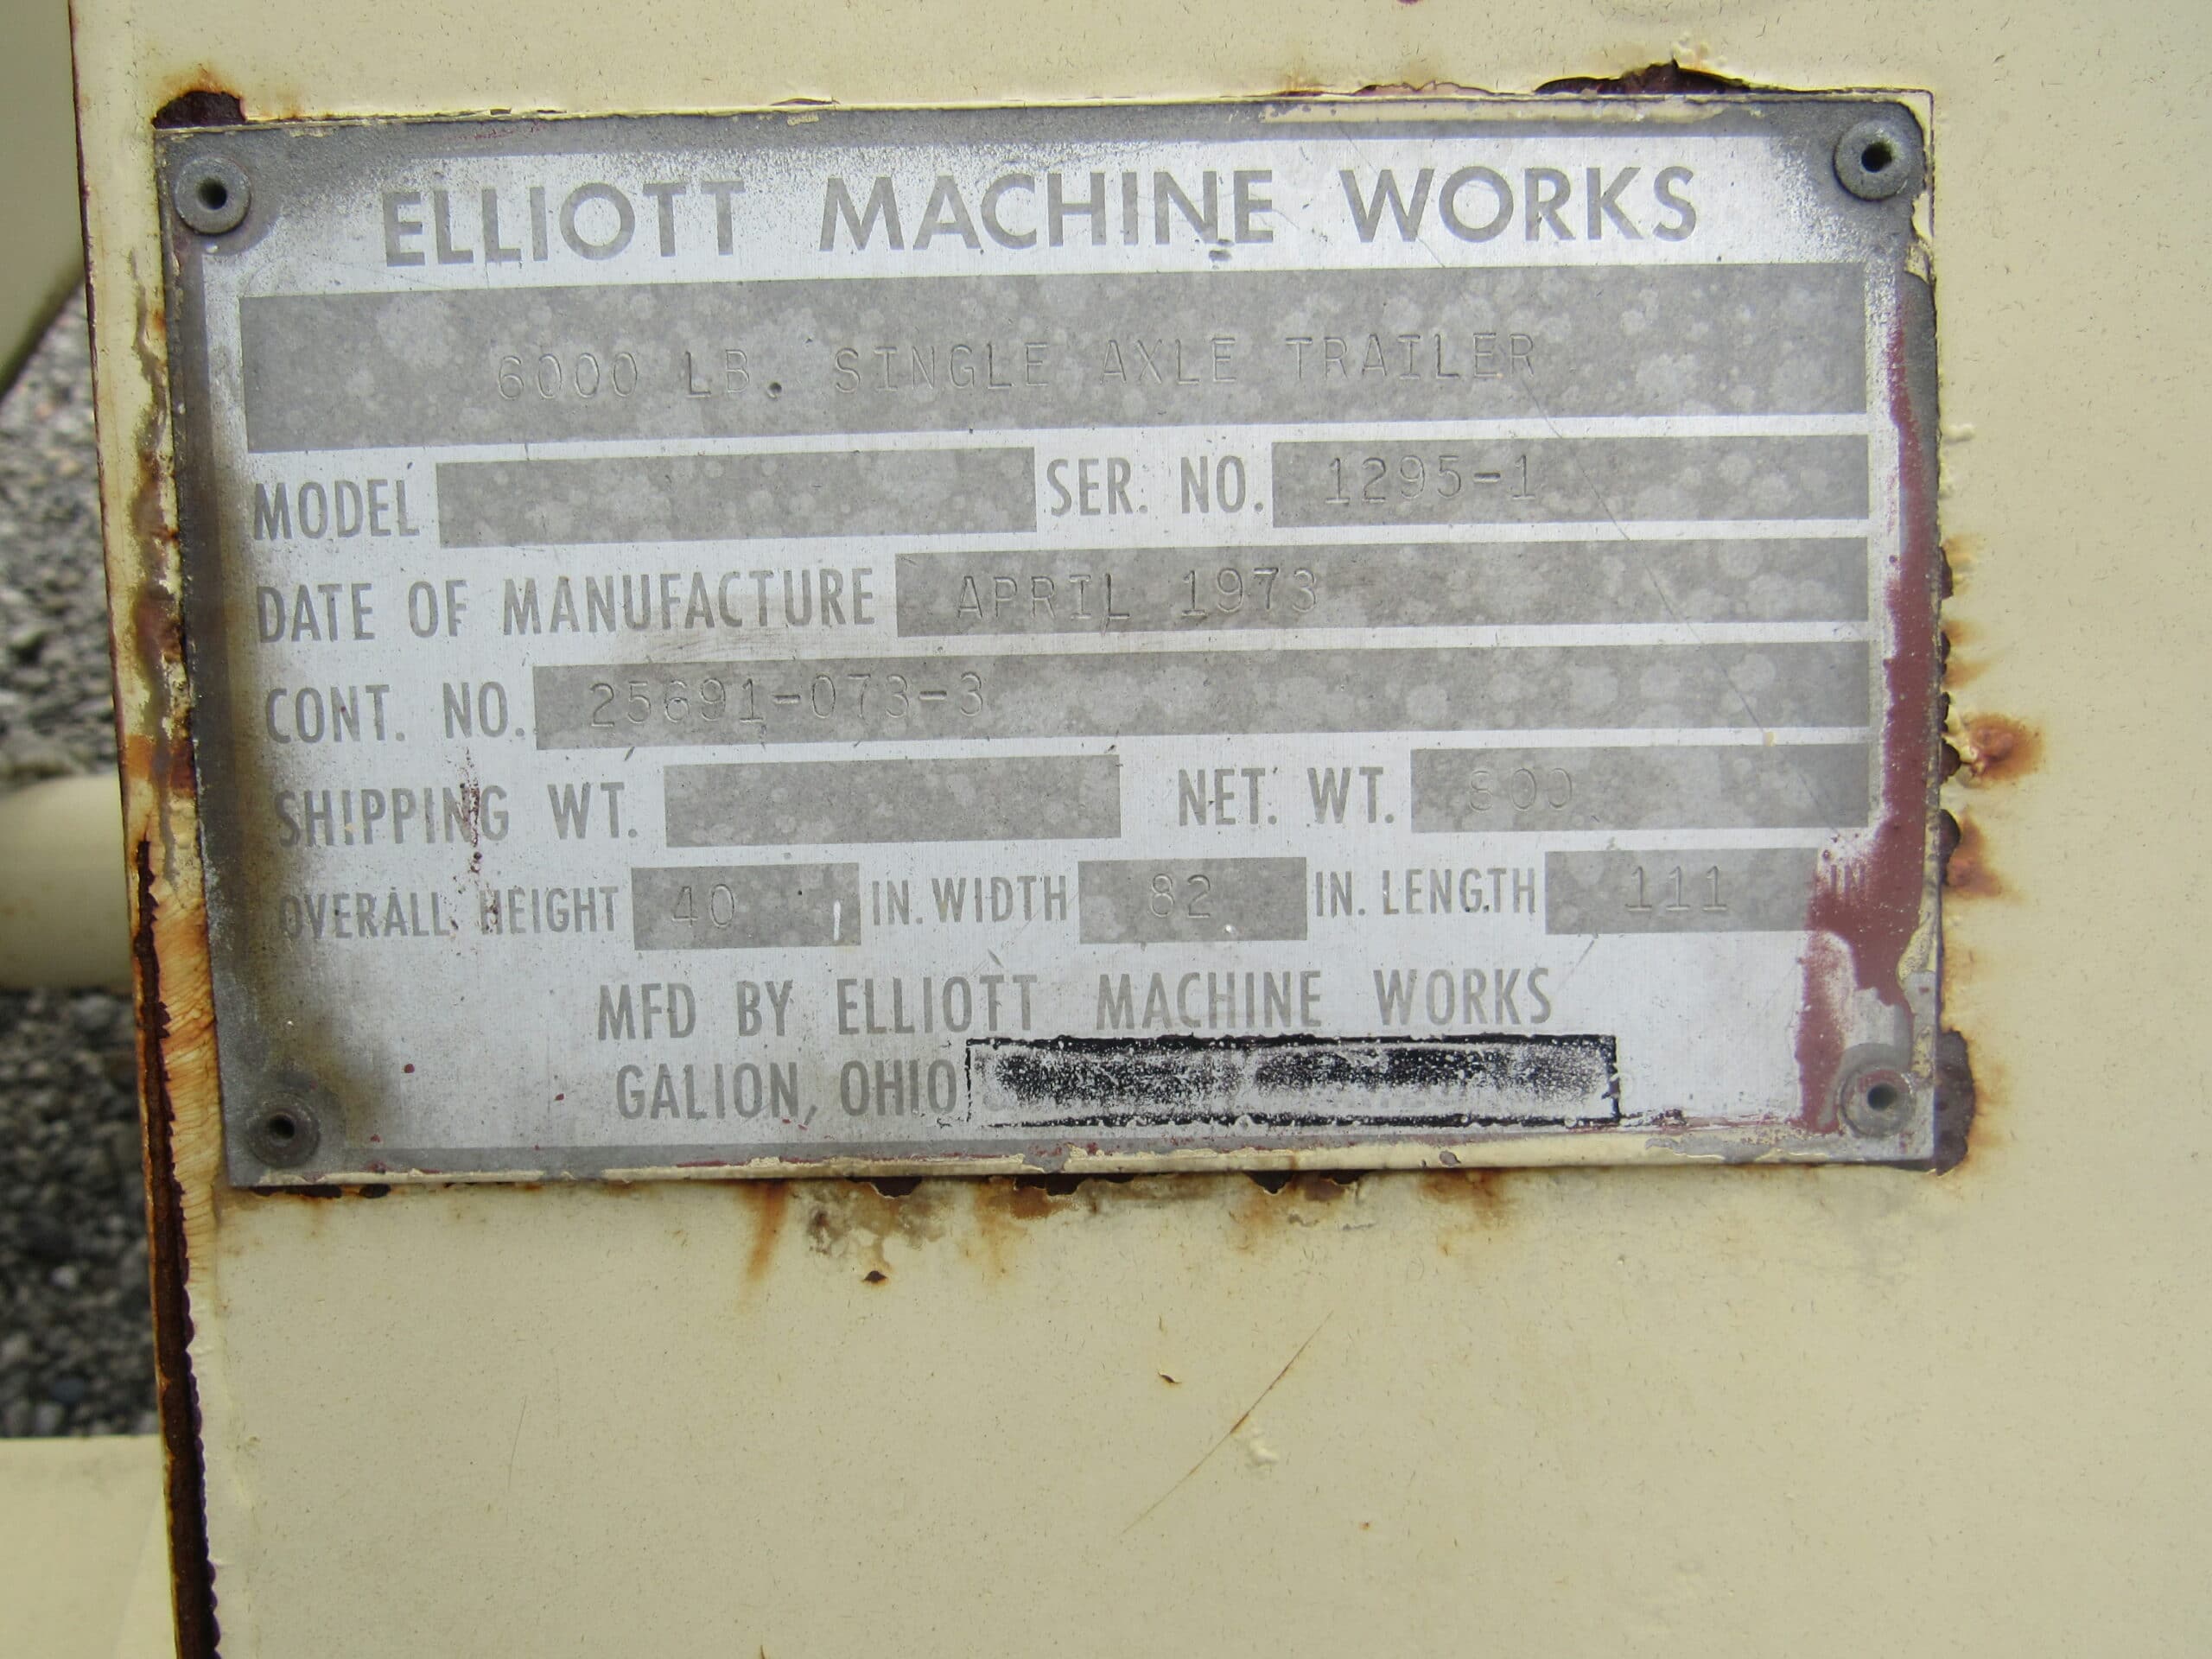 ELLIOTT MACHINE WORKS
6000 LB. SINGLE AXLE TRAILER
MODEL SER. NO. 1295-1
DATE OF MANUFACTURE APRIL 1973
CONT. NO. 25691-073-3
SHIPPING WT. NET. WT. 800
OVERALL HEIGHT 40 IN. WIDTH 82 IN. LENGTH 111 IN
MFD BY ELLIOTT MACHINE WORKS
GALION, OHIO